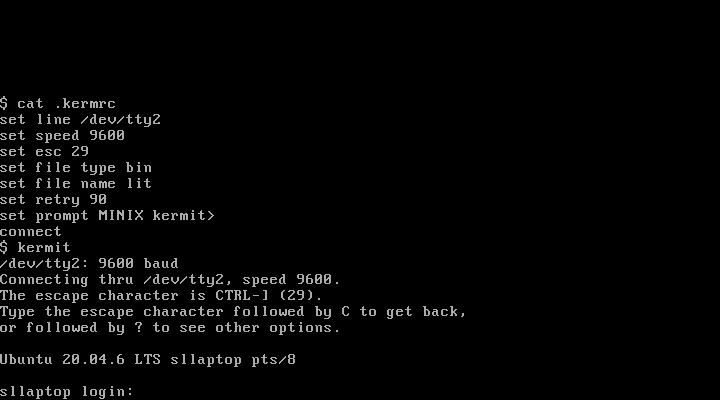 $ cat .kermrc
set line /dev/tty2
set speed 9600
set esc 29
set file type bin
set file name lit
set retry 90
set prompt MINIX kermit>
connect
$ kermit
/dev/tty2: 9600 baud
Connecting thru /dev/tty2, speed 9600.
The escape character is CTRL-] (29).
Type the escape character followed by C to get back,
or followed by ? to see other options.
Ubuntu 20.04.6 LTS sllaptop pts/8
sllaptop login: